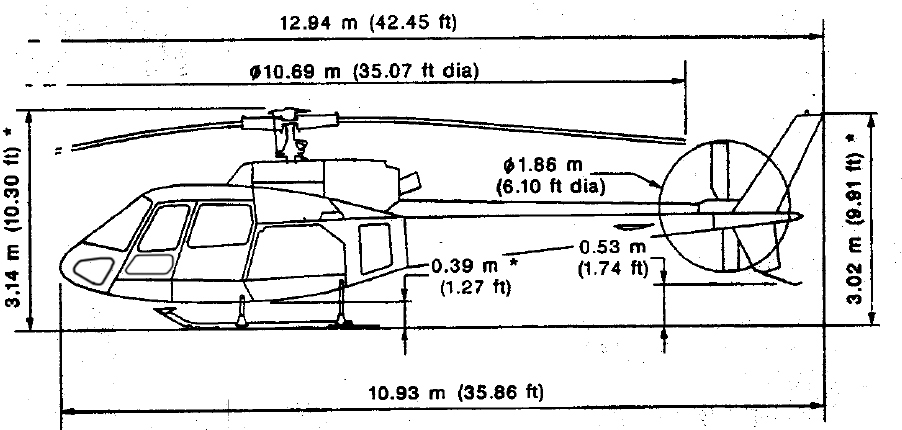 12.94 m (42.45 ft)
ø10.69 m (35.07 ft dia)
3.14 m (10.30 ft) *
ø1.86 m
(6.10 ft dia)
3.02 m (9.91 ft) *
0.53 m
(1.74 ft)
0.39 m *
(1.27 ft)
10.93 m (35.86 ft)